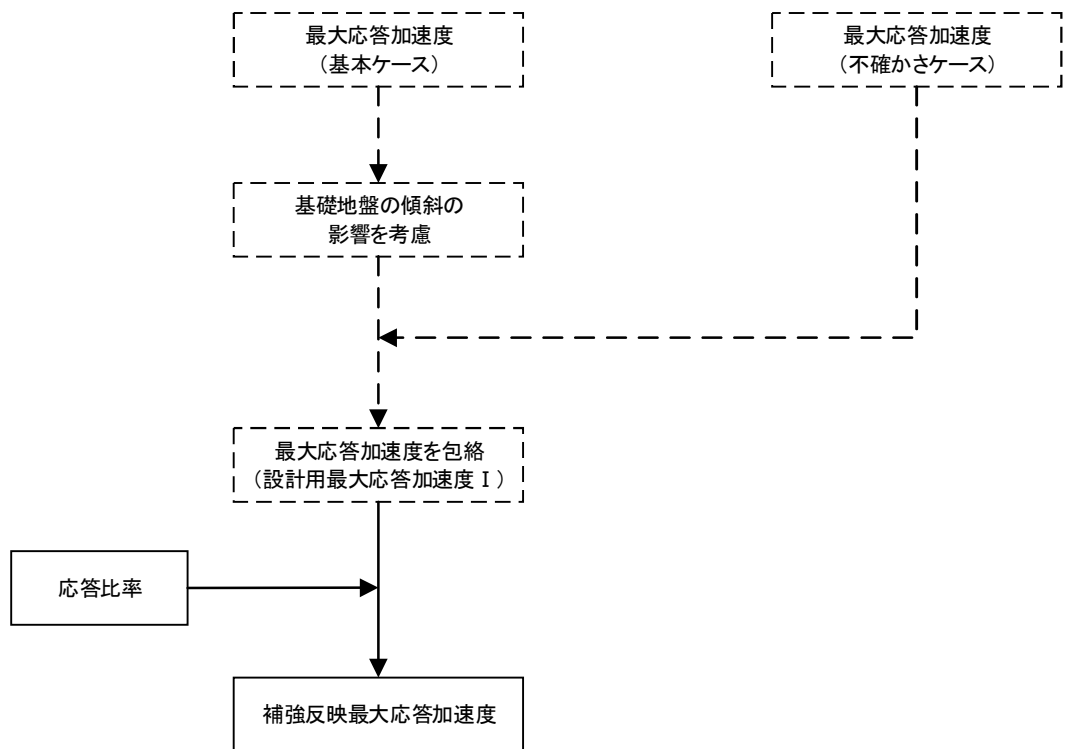 最大応答加速度
（基本ケース）
最大応答加速度
（不確かさケース）
基礎地盤の傾斜の
影響を考慮
最大応答加速度を包絡
（設計用最大応答加速度Ⅰ）
応答比率
補強反映最大応答加速度